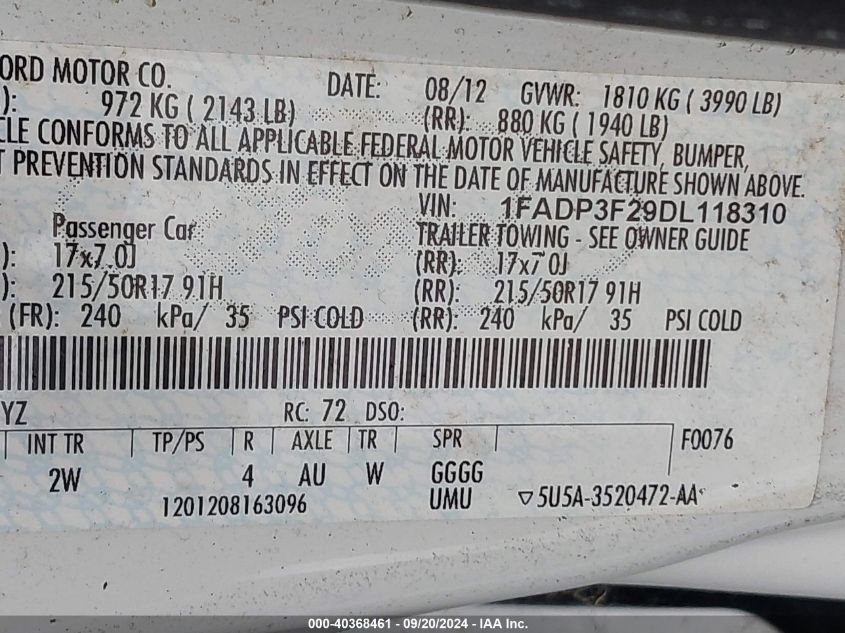 ORD MOTOR CO. DATE: 08/12 GVWR: 1810 KG ( 3990 LB)
): 972 KG ( 2143 LB) (RR): 880 KG ( 1940 LB)
CLE CONFORMS TO ALL APPLICABLE FEDERAL MOTOR VEHICLE SAFETY, BUMPER,
T PREVENTION STANDARDS IN EFFECT ON THE DATE OF MANUFACTURE SHOWN ABOVE.
VIN: 1FADP3F29DL118310
Passenger Car TRAILER TOWING - SEE OWNER GUIDE
): 17x7.0J (RR): 17x7.0J
): 215/50R17 91H (RR): 215/50R17 91H
(FR): 240 kPa/ 35 PSI COLD (RR): 240 kPa/ 35 PSI COLD
YZ RC: 72 DSO:
INT TR TP/PS R AXLE TR SPR F0076
2W 4 AU W GGGG
1201208163096 UMU ▽5U5A-3520472-AA
000-40368461 - 09/20/2024 - IAA Inc.